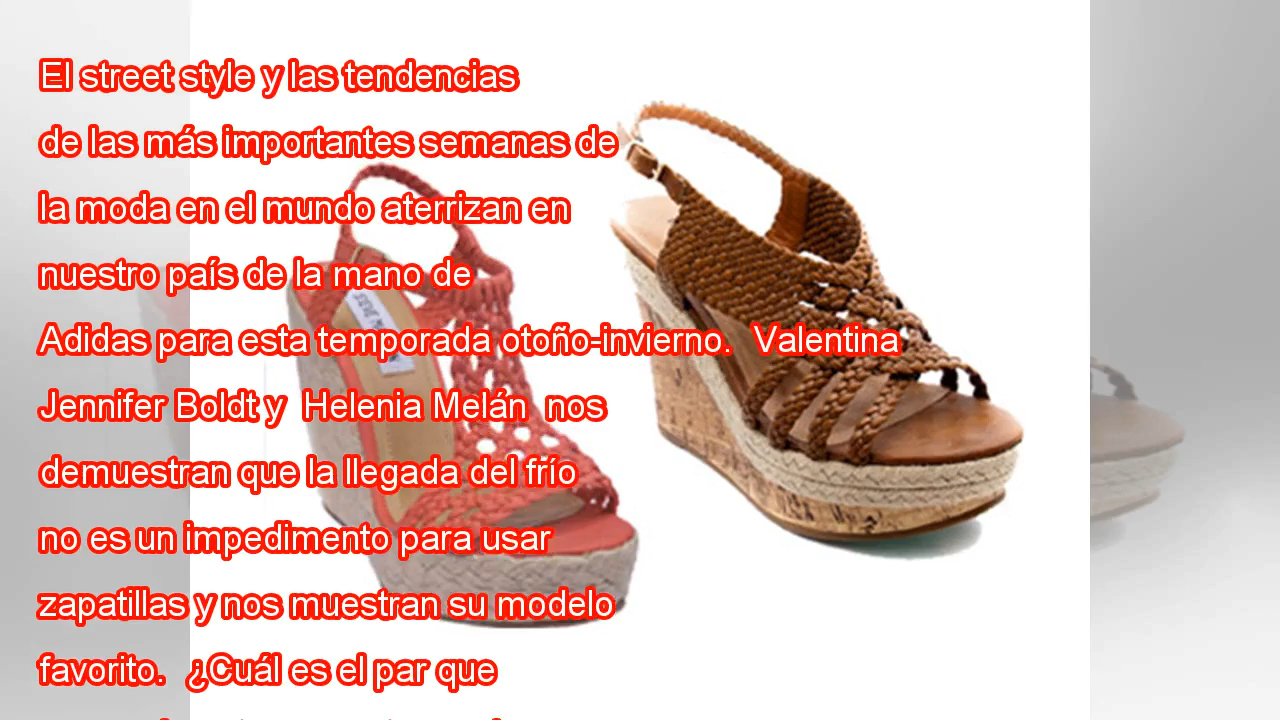 El street style y las tendencias
de las más importantes semanas de
la moda en el mundo aterrizan en
nuestro país de la mano de
Adidas para esta temporada otoño-invierno.  Valentina
Jennifer Boldt y  Helenia Melán  nos
demuestran que la llegada del frío
no es un impedimento para usar
zapatillas y nos muestran su modelo
favorito.  ¿Cuál es el par que